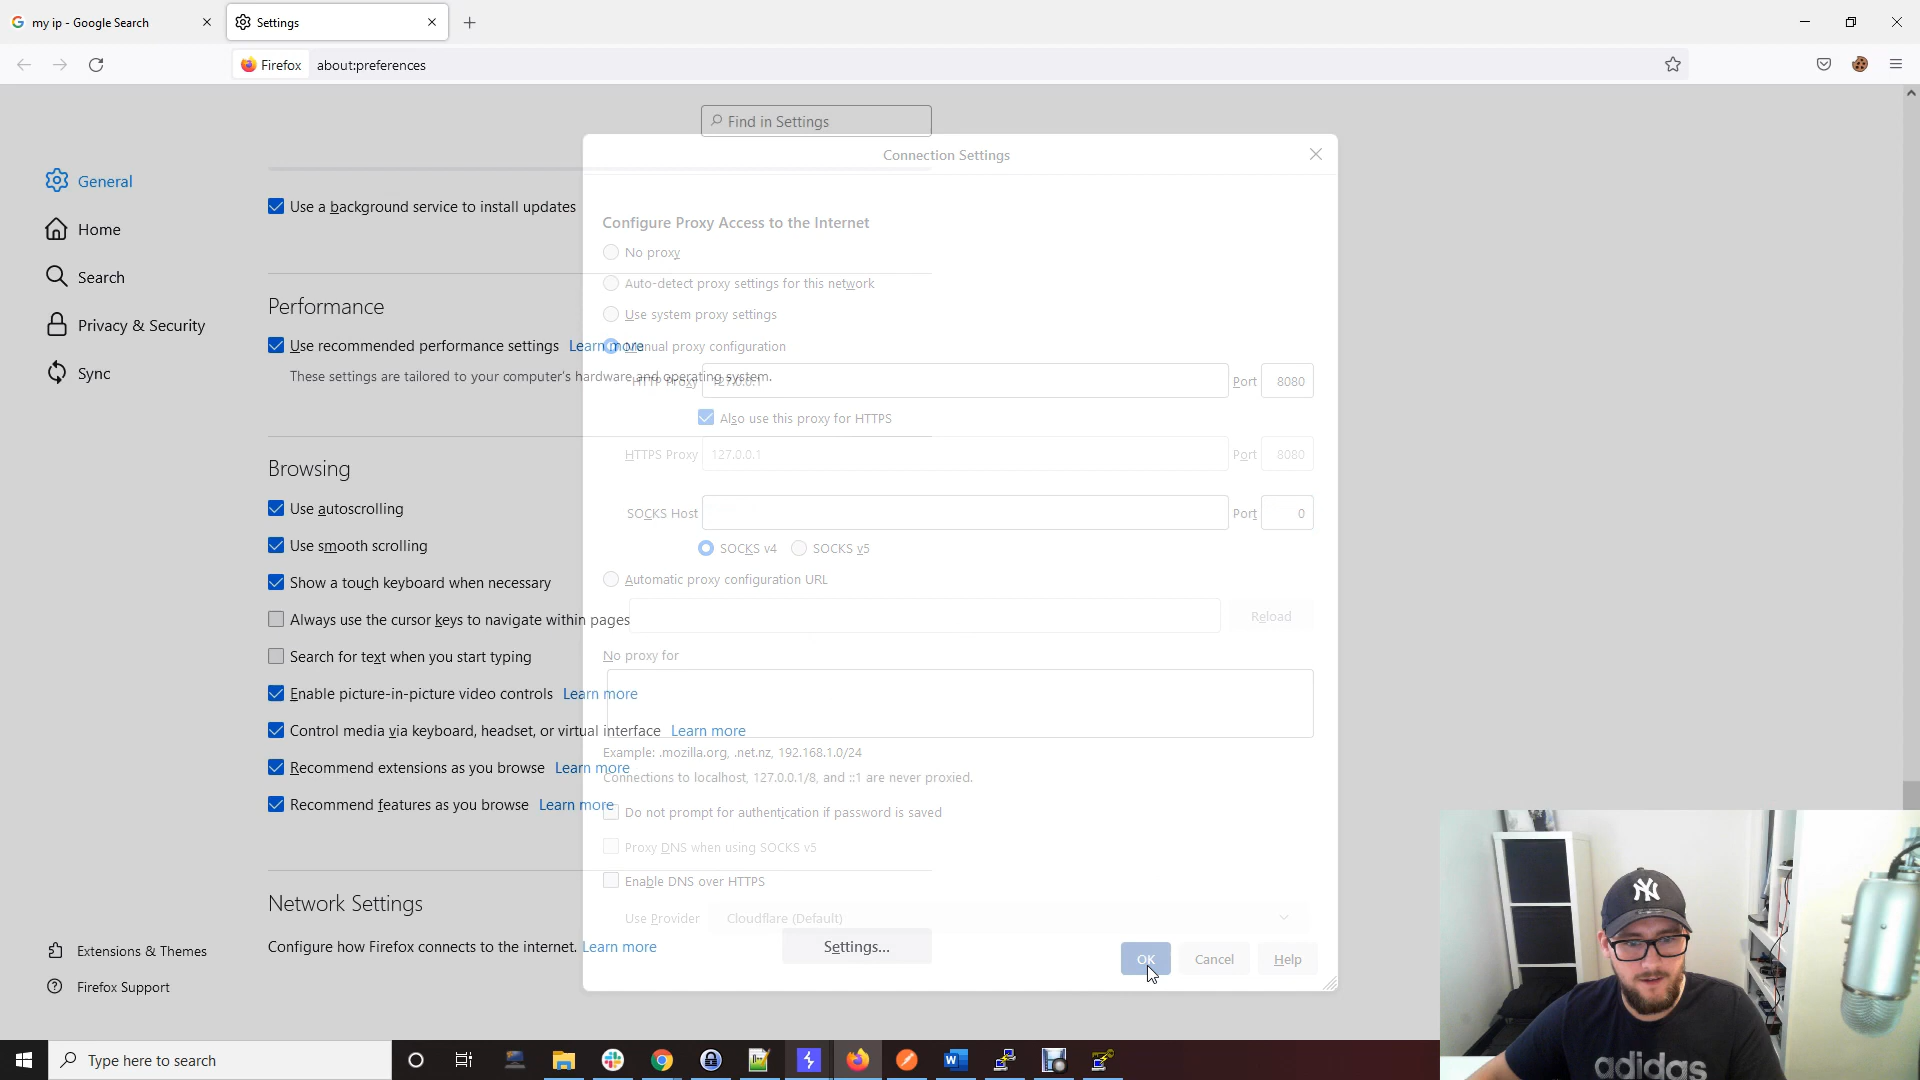 my ip - Google Search
Settings
Firefox
about:preferences
Find in Settings
General
Home
Search
Privacy & Security
Sync
Extensions & Themes
Firefox Support
Use a background service to install updates
Performance
Use recommended performance settings Learn more
These settings are tailored to your computer's hardware and operating system.
Browsing
Use autoscrolling
Use smooth scrolling
Show a touch keyboard when necessary
Always use the cursor keys to navigate within pages
Search for text when you start typing
Enable picture-in-picture video controls Learn more
Control media via keyboard, headset, or virtual interface Learn more
Recommend extensions as you browse Learn more
Recommend features as you browse Learn more
Network Settings
Configure how Firefox connects to the internet. Learn more
Settings...
Connection Settings
Configure Proxy Access to the Internet
No proxy
Auto-detect proxy settings for this network
Use system proxy settings
Manual proxy configuration
HTTP Proxy 127.0.0.1 Port 8080
Also use this proxy for HTTPS
HTTPS Proxy 127.0.0.1 Port 8080
SOCKS Host Port 0
SOCKS v4 SOCKS v5
Automatic proxy configuration URL
Reload
No proxy for
Example: .mozilla.org, .net.nz, 192.168.1.0/24
Connections to localhost, 127.0.0.1/8, and ::1 are never proxied.
Do not prompt for authentication if password is saved
Proxy DNS when using SOCKS v5
Enable DNS over HTTPS
Use Provider Cloudflare (Default)
OK Cancel Help
Type here to search
adidas